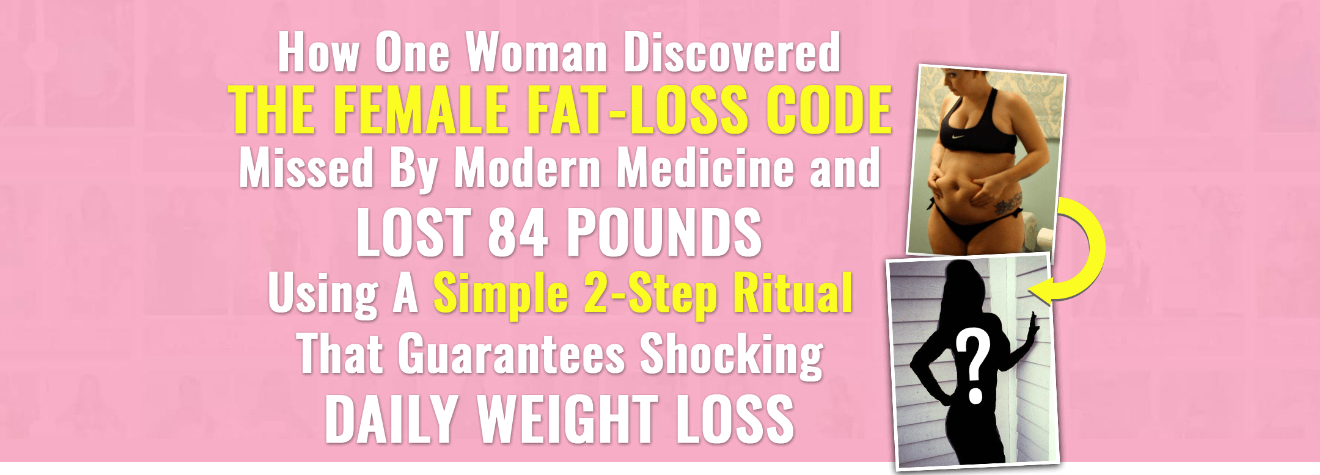 How One Woman Discovered
THE FEMALE FAT-LOSS CODE
Missed By Modern Medicine and
LOST 84 POUNDS
Using A Simple 2-Step Ritual
That Guarantees Shocking
DAILY WEIGHT LOSS
?